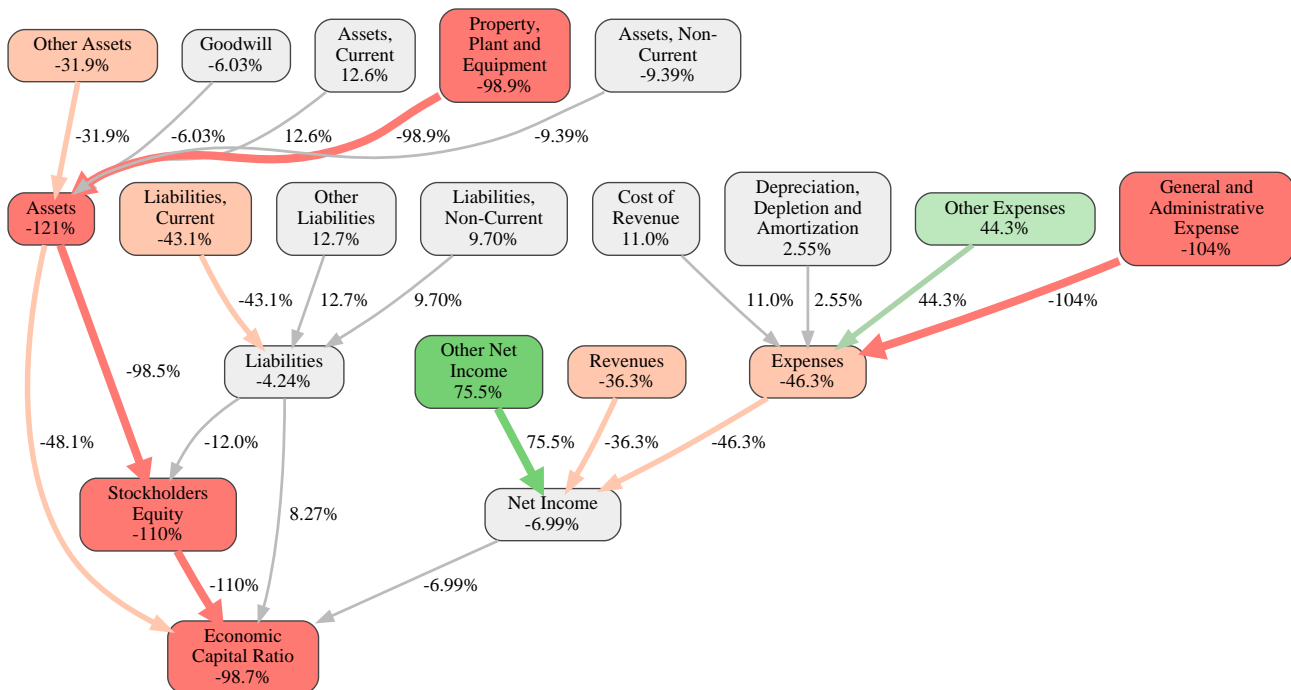 Other Assets
-31.9%
Goodwill
-6.03%
Assets,
Current
12.6%
Property,
Plant and
Equipment
-98.9%
Assets, Non-
Current
-9.39%
-31.9%
-6.03%
12.6%
-98.9%
-9.39%
Assets
-121%
Liabilities,
Current
-43.1%
Other
Liabilities
12.7%
Liabilities,
Non-Current
9.70%
Cost of
Revenue
11.0%
Depreciation,
Depletion and
Amortization
2.55%
Other Expenses
44.3%
General and
Administrative
Expense
-104%
-43.1%
12.7%
9.70%
11.0%
2.55%
44.3%
-104%
Liabilities
-4.24%
Other Net
Income
75.5%
Revenues
-36.3%
Expenses
-46.3%
-98.5%
-48.1%
-12.0%
75.5%
-36.3%
-46.3%
Stockholders
Equity
-110%
8.27%
Net Income
-6.99%
-110%
-6.99%
Economic
Capital Ratio
-98.7%